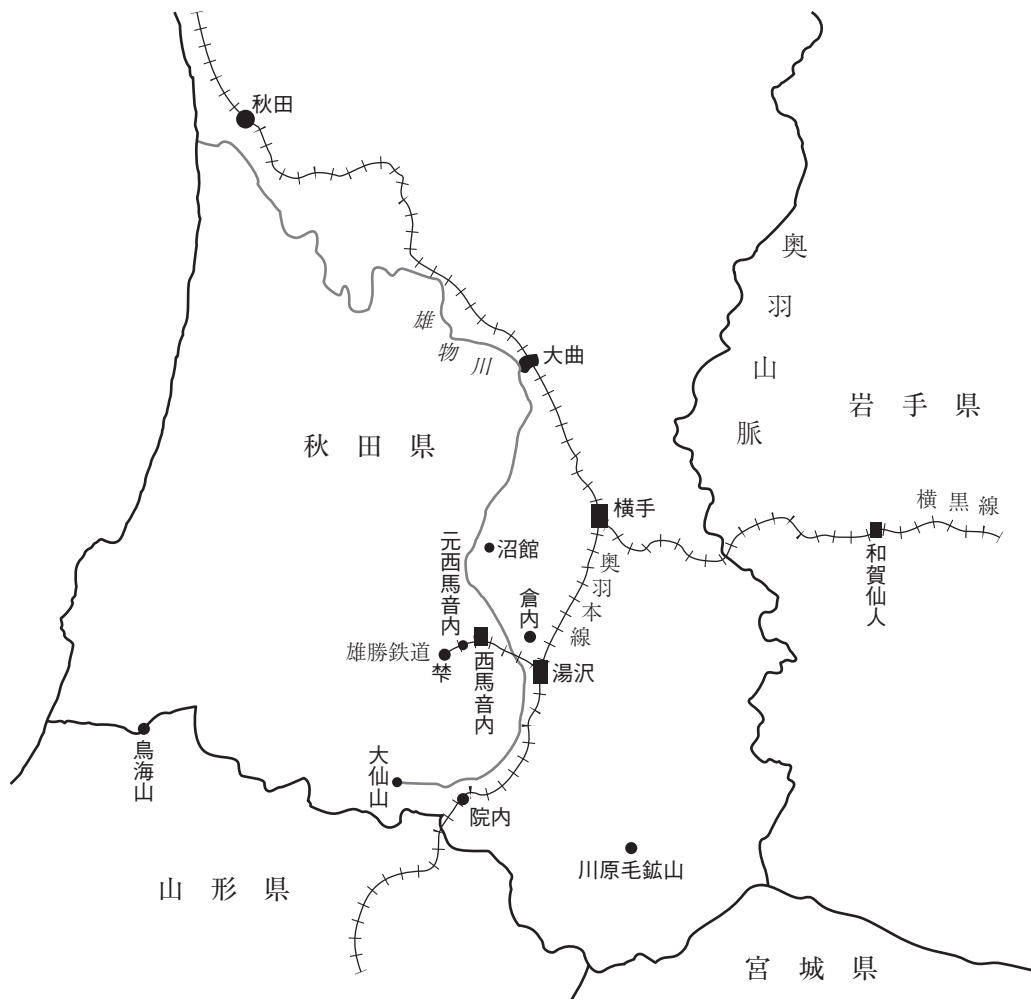 秋田
奥羽山脈
雄物川
大曲
岩手県
秋田県
横手
横黒線
元西馬音内
沼館
和賀仙人
奥羽本線
倉内
雄勝鉄道
梺
西馬音内
湯沢
鳥海山
大仙山
院内
川原毛鉱山
山形県
宮城県